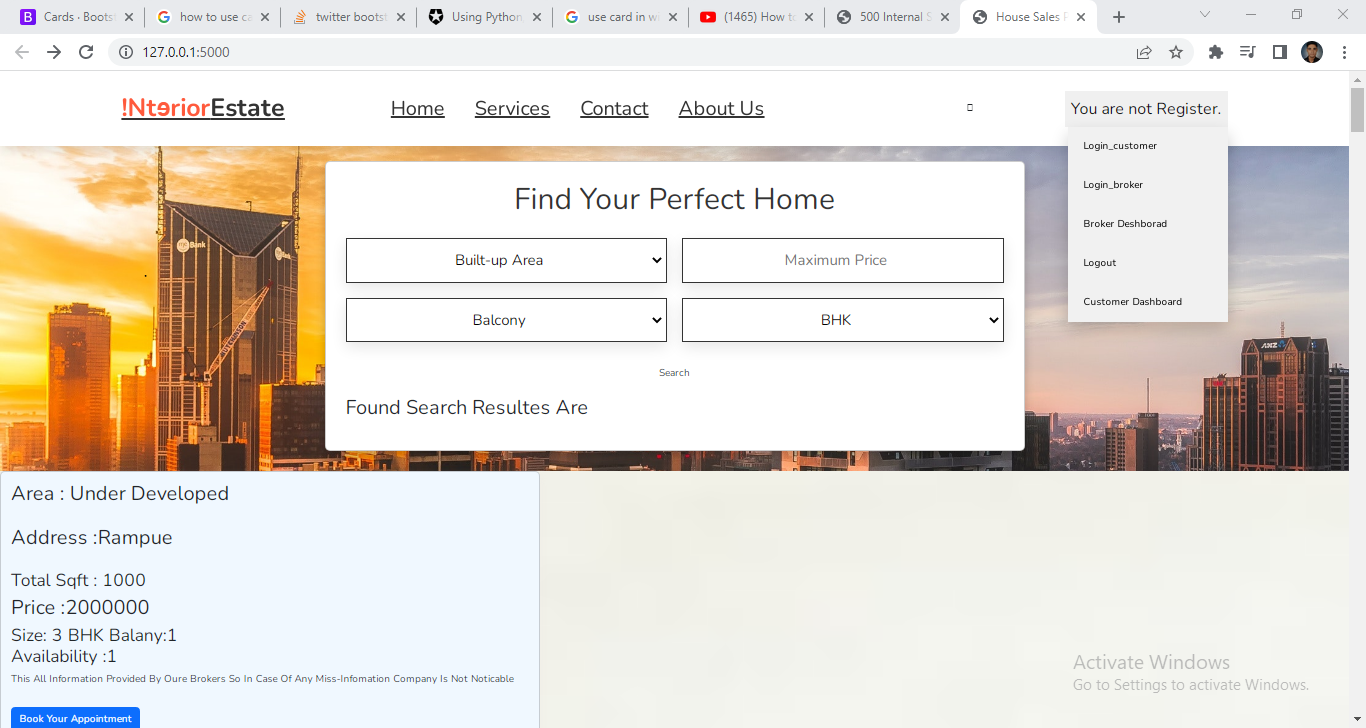 Cards · Bootst
how to use ca
twitter bootst
Using Python
use card in w
(1465) How to
500 Internal S
House Sales P
127.0.0.1:5000
!NtɘriorEstate
Home Services Contact About Us
You are not Register.
Login_customer
Login_broker
Broker Deshborad
Logout
Customer Dashboard
Find Your Perfect Home
Built-up Area
Maximum Price
Balcony
BHK
Search
Found Search Resultes Are
Bank
ANZ
Area : Under Developed
Address :Rampue
Total Sqft : 1000
Price :2000000
Size: 3 BHK Balany:1
Availability :1
This All Information Provided By Oure Brokers So In Case Of Any Miss-Infomation Company Is Not Noticable
Book Your Appointment
Activate Windows
Go to Settings to activate Windows.